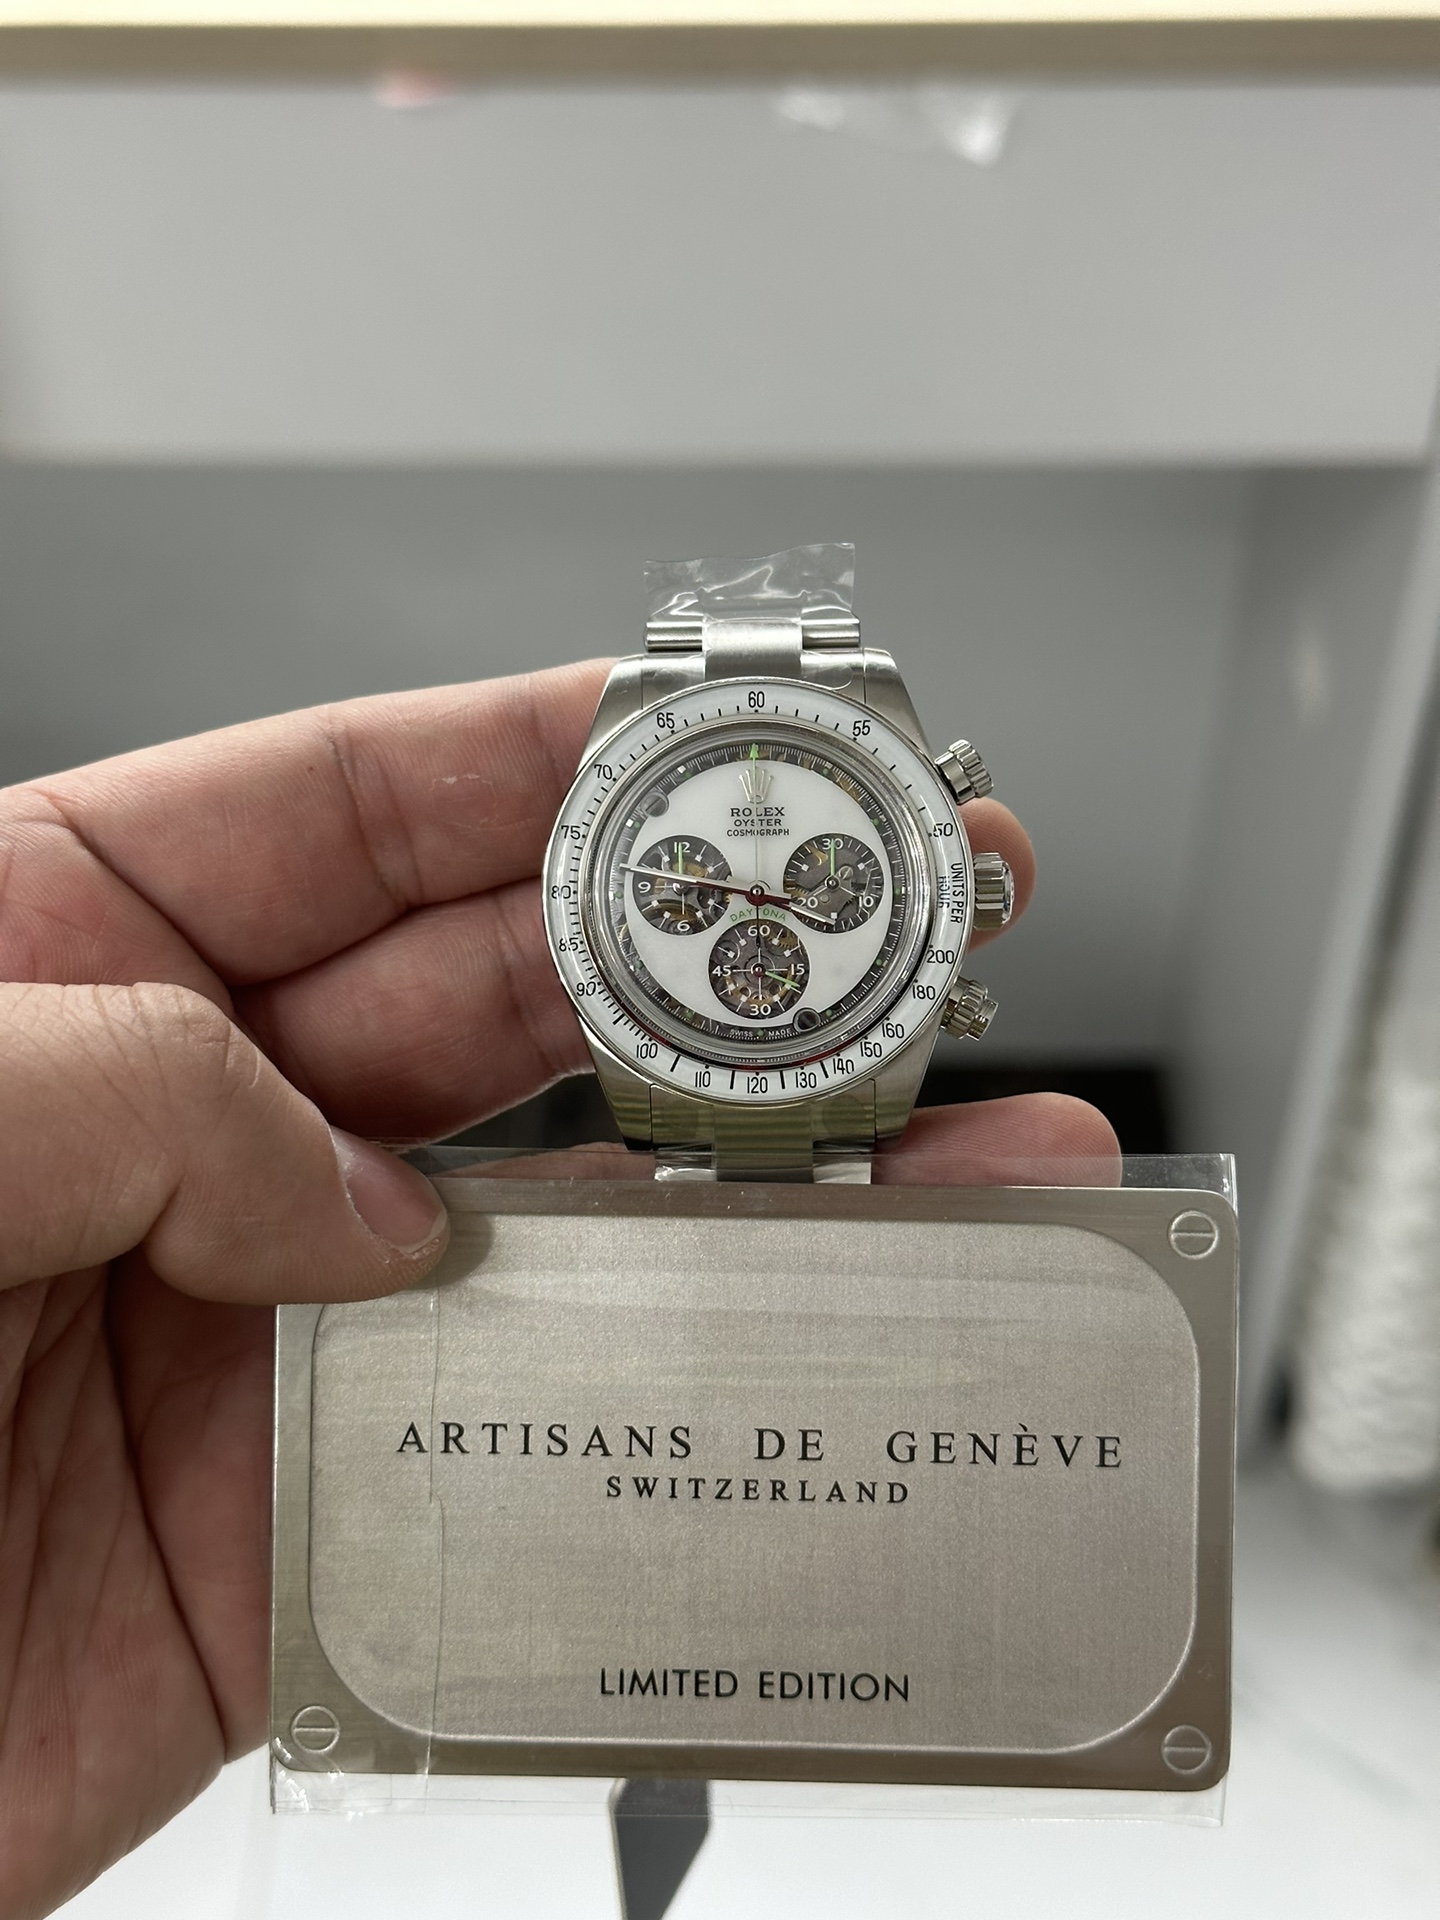 60
65
55
70
75
50
80
UNITS PER
HOUR
85
200
90
180
160
100
150
140
110
120
130
ROLEX
OYSTER
COSMOGRAPH
12
9
6
30
20
10
DAYTONA
60
45
15
30
SWISS MADE
ARTISANS DE GENÈVE
SWITZERLAND
LIMITED EDITION